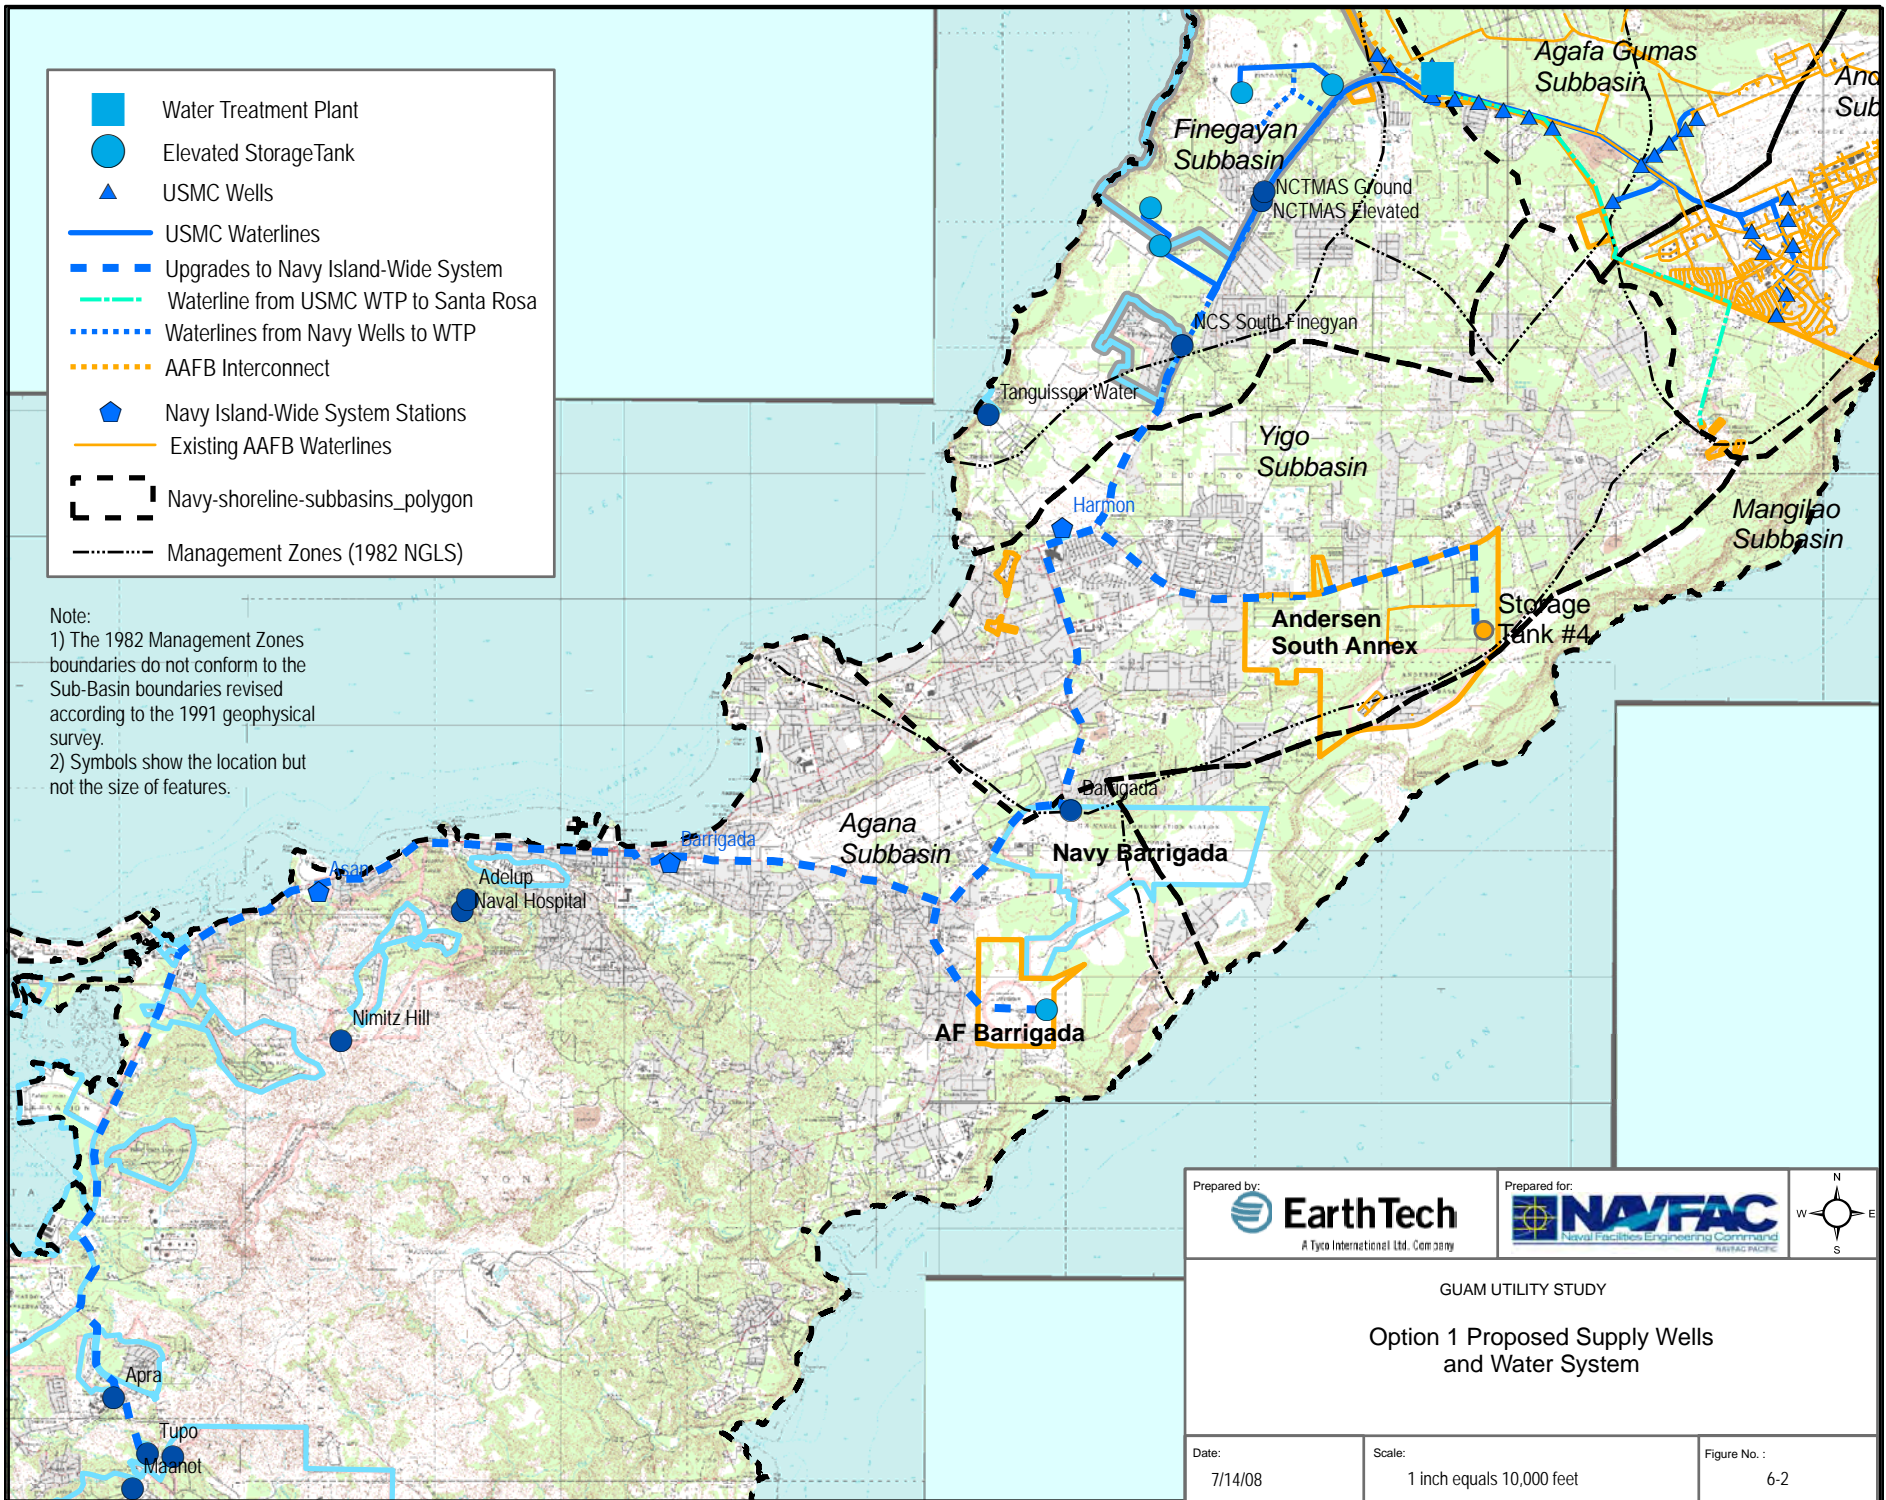 Water Treatment Plant
Elevated StorageTank
USMC Wells
USMC Waterlines
Upgrades to Navy Island-Wide System
Waterline from USMC WTP to Santa Rosa
Waterlines from Navy Wells to WTP
AAFB Interconnect
Navy Island-Wide System Stations
Existing AAFB Waterlines
Navy-shoreline-subbasins_polygon
Management Zones (1982 NGLS)
Note:
1) The 1982 Management Zones
boundaries do not conform to the
Sub-Basin boundaries revised
according to the 1991 geophysical
survey.
2) Symbols show the location but
not the size of features.
Agafa Gumas
Subbasin
And
Sub
Finegayan
Subbasin
NCTMAS Ground
NCTMAS Elevated
NCS South Finegyan
Tanguisson Water
Yigo
Subbasin
Harmon
Mangilao
Subbasin
Andersen
South Annex
Storage
Tank #4
Barrigada
Agana
Subbasin
Navy Barrigada
Barrigada
Asan
Adelup
Naval Hospital
AF Barrigada
Nimitz Hill
YONA
Apra
Tupo
Maanot
Prepared by:
EarthTech
A Tyco International Ltd. Company
Prepared for:
NAVFAC
Naval Facilities Engineering Command
NAVFAC PACIFIC
N
W
E
S
GUAM UTILITY STUDY
Option 1 Proposed Supply Wells
and Water System
Date:
7/14/08
Scale:
1 inch equals 10,000 feet
Figure No. :
6-2